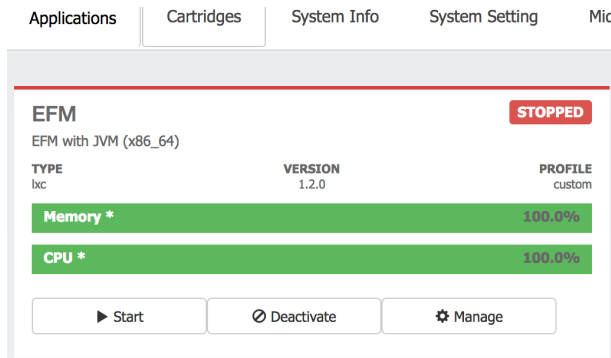 Applications Cartridges System Info System Setting
EFM STOPPED
EFM with JVM (x86_64)
TYPE VERSION PROFILE
lxc 1.2.0 custom
Memory * 100.0%
CPU * 100.0%
Start Deactivate Manage